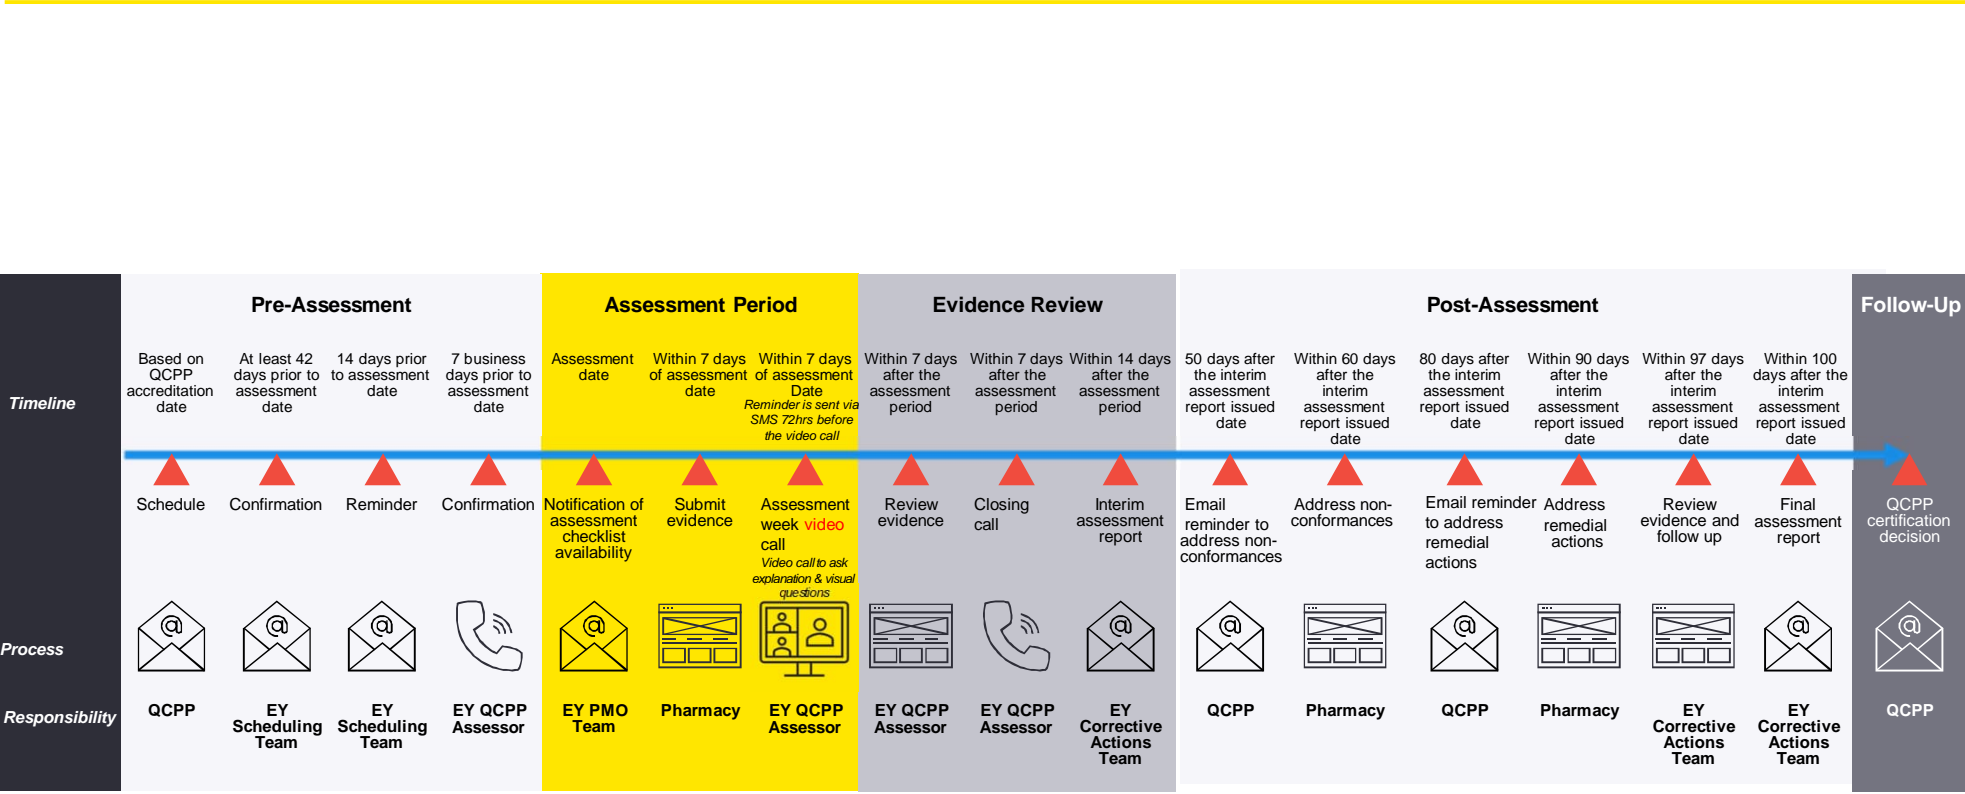 Pre-Assessment
Assessment Period
Evidence Review
Post-Assessment
Follow-Up
Timeline
Based on
QCPP
accreditation
date
At least 42
days prior to
assessment
date
14 days prior
to assessment
date
7 business
days prior to
assessment
date
Assessment
date
Within 7 days
of assessment
date
Within 7 days
of assessment
Date
Reminder is sent via
SMS 72hrs before
the video call
Within 7 days
after the
assessment
period
Within 7 days
after the
assessment
period
Within 14 days
after the
assessment
period
50 days after
the interim
assessment
report issued
date
Within 60 days
after the
interim
assessment
report issued
date
80 days after
the interim
assessment
report issued
date
Within 90 days
after the
interim
assessment
report issued
date
Within 97 days
after the
interim
assessment
report issued
date
Within 100
days after the
interim
assessment
report issued
date
Schedule
Confirmation
Reminder
Confirmation
Notification of
assessment
checklist
availability
Submit
evidence
Assessment
week video
call
Video call to ask
explanation & visual
questions
Review
evidence
Closing
call
Interim
assessment
report
Email
reminder to
address non-
conformances
Address non-
conformances
Email reminder
to address
remedial
actions
Address
remedial
actions
Review
evidence and
follow up
Final
assessment
report
QCPP
certification
decision
Process
@
@
@
@
@
@
@
@
@
Responsibility
QCPP
EY
Scheduling
Team
EY
Scheduling
Team
EY QCPP
Assessor
EY PMO
Team
Pharmacy
EY QCPP
Assessor
EY QCPP
Assessor
EY QCPP
Assessor
EY
Corrective
Actions
Team
QCPP
Pharmacy
QCPP
Pharmacy
EY
Corrective
Actions
Team
EY
Corrective
Actions
Team
QCPP